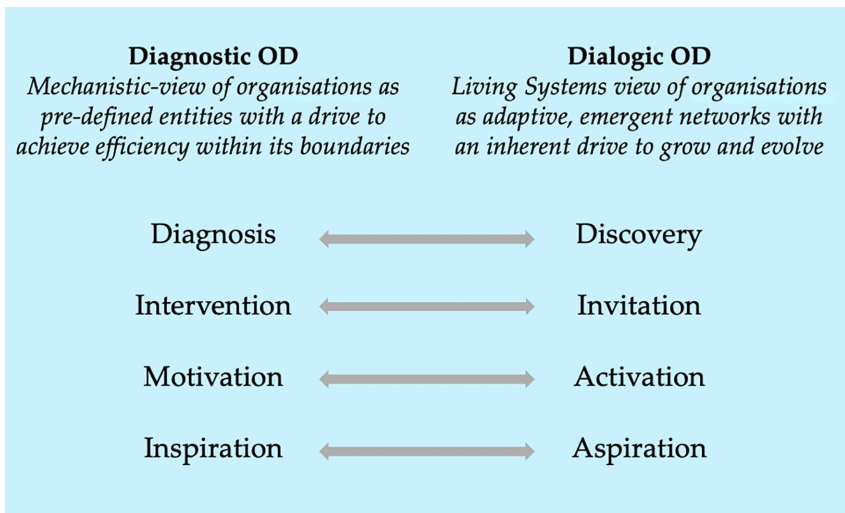 Diagnostic OD
Mechanistic-view of organisations as
pre-defined entities with a drive to
achieve efficiency within its boundaries
Dialogic OD
Living Systems view of organisations
as adaptive, emergent networks with
an inherent drive to grow and evolve
Diagnosis
Discovery
Intervention
Invitation
Motivation
Activation
Inspiration
Aspiration